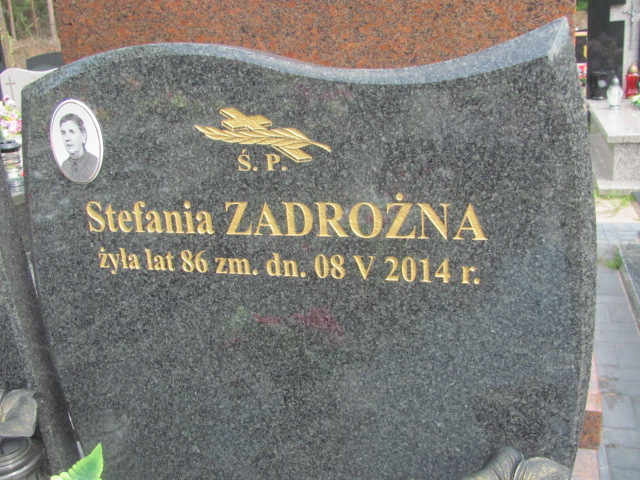 Ś. P.
Stefania ZADROŻNA
żyła lat 86 zm. dn. 08 V 2014 r.